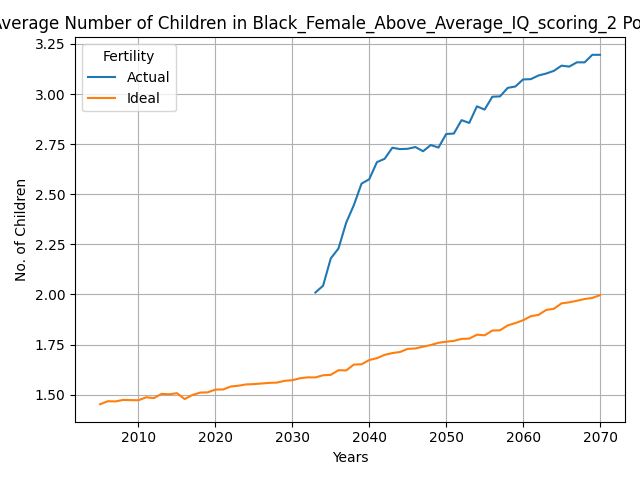 Average Number of Children in Black_Female_Above_Average_IQ_scoring_2 Po
Fertility
Actual
Ideal
3.25
3.00
2.75
2.50
2.25
2.00
1.75
1.50
No. of Children
2010 2020 2030 2040 2050 2060 2070
Years